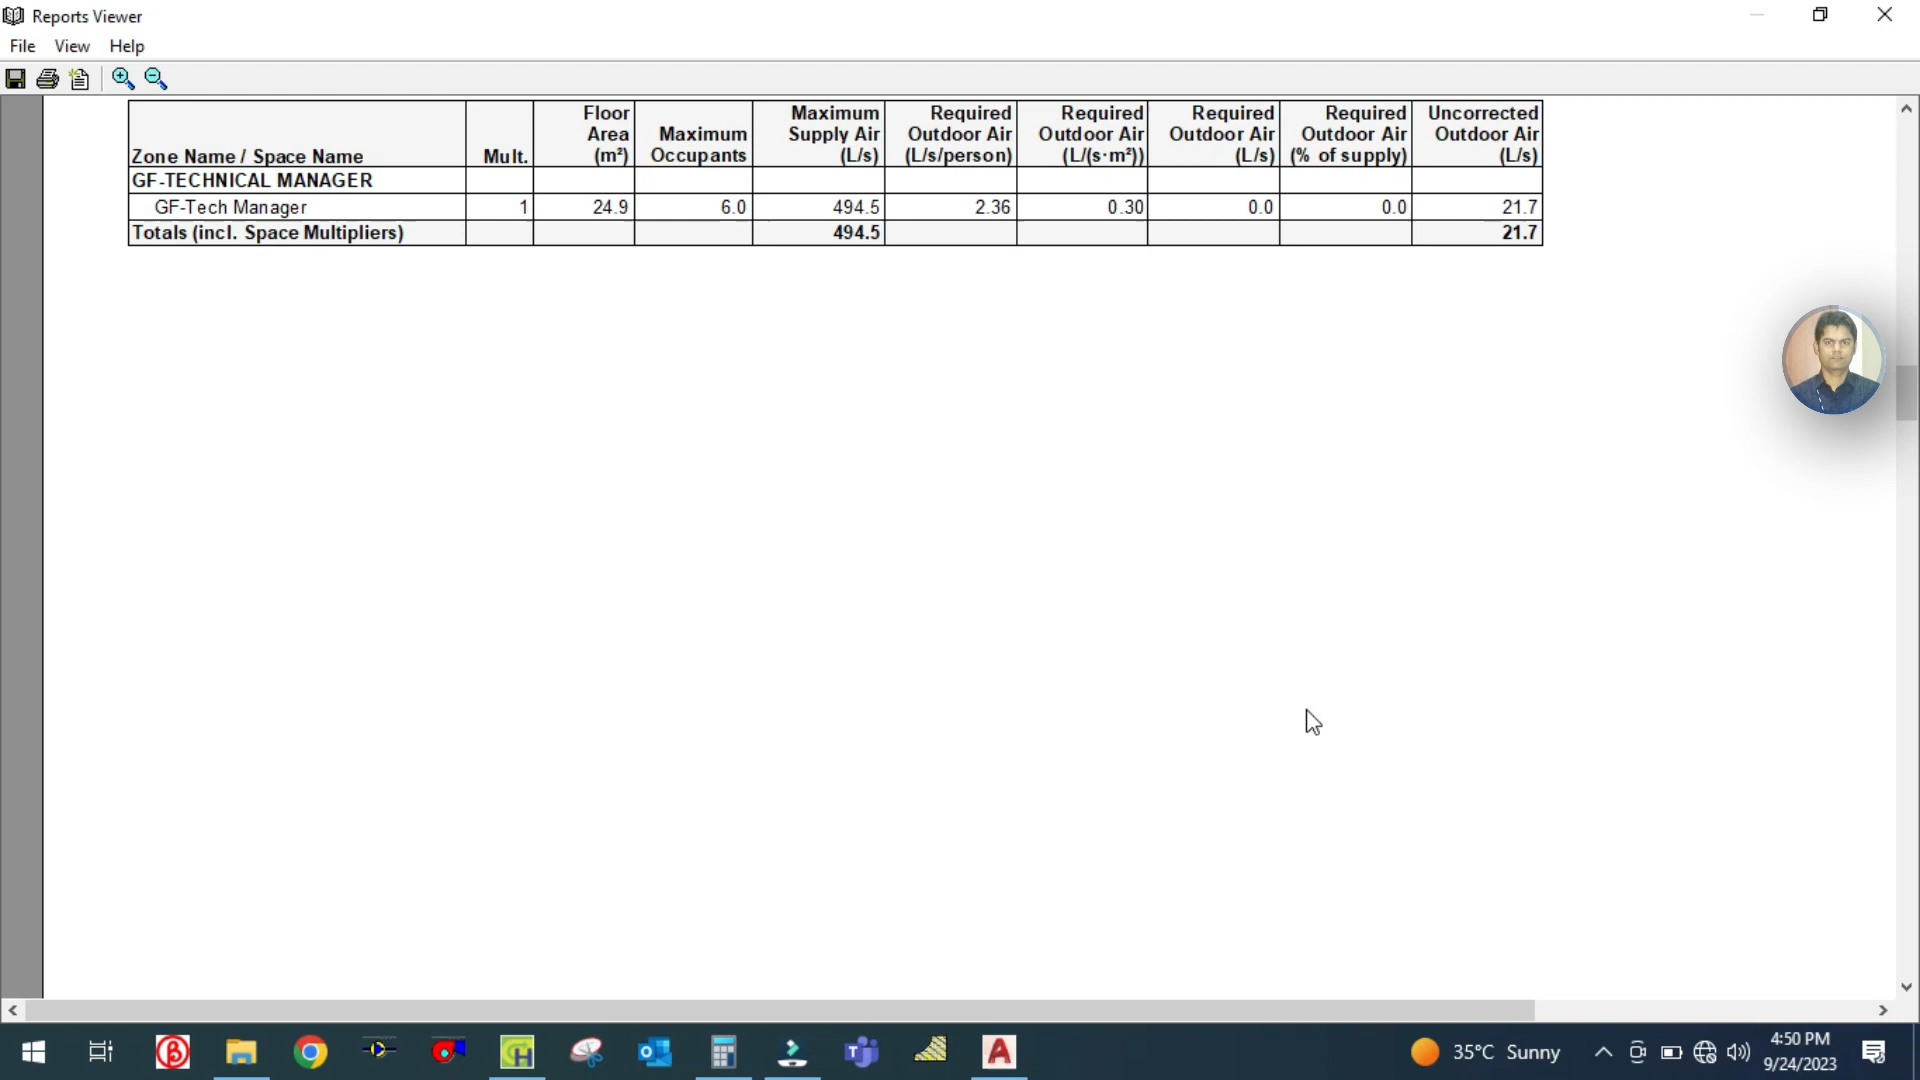 Reports Viewer
File View Help
Zone Name / Space Name Mult. Floor Area (m²) Maximum Occupants Maximum Supply Air (L/s) Required Outdoor Air (L/s/person) Required Outdoor Air (L/(s·m²)) Required Outdoor Air (L/s) Required Outdoor Air (% of supply) Uncorrected Outdoor Air (L/s)
GF-TECHNICAL MANAGER
GF-Tech Manager 1 24.9 6.0 494.5 2.36 0.30 0.0 0.0 21.7
Totals (incl. Space Multipliers) 494.5 21.7
35°C Sunny
4:50 PM
9/24/2023